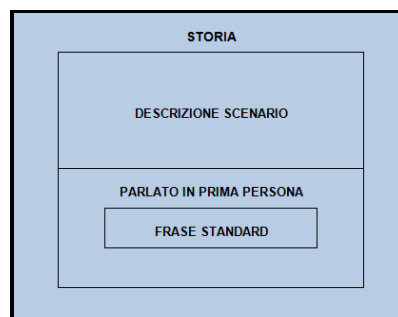 STORIA
DESCRIZIONE SCENARIO
PARLATO IN PRIMA PERSONA
FRASE STANDARD